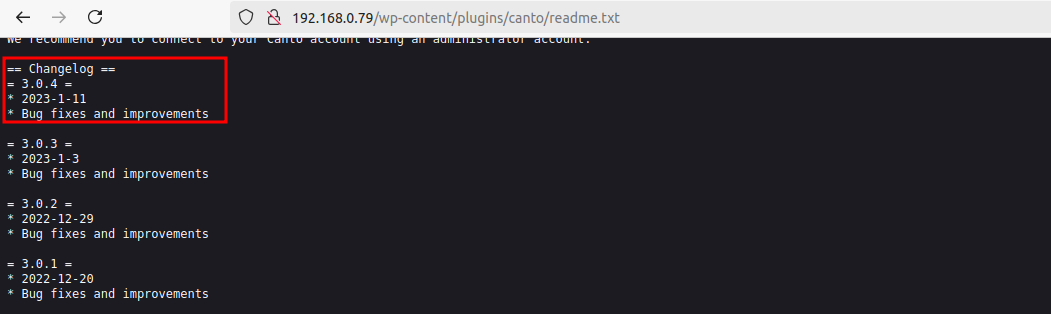 192.168.0.79/wp-content/plugins/canto/readme.txt
We recommend you to connect to your Canto account using an administrator account.
== Changelog ==
= 3.0.4 =
* 2023-1-11
* Bug fixes and improvements
= 3.0.3 =
* 2023-1-3
* Bug fixes and improvements
= 3.0.2 =
* 2022-12-29
* Bug fixes and improvements
= 3.0.1 =
* 2022-12-20
* Bug fixes and improvements